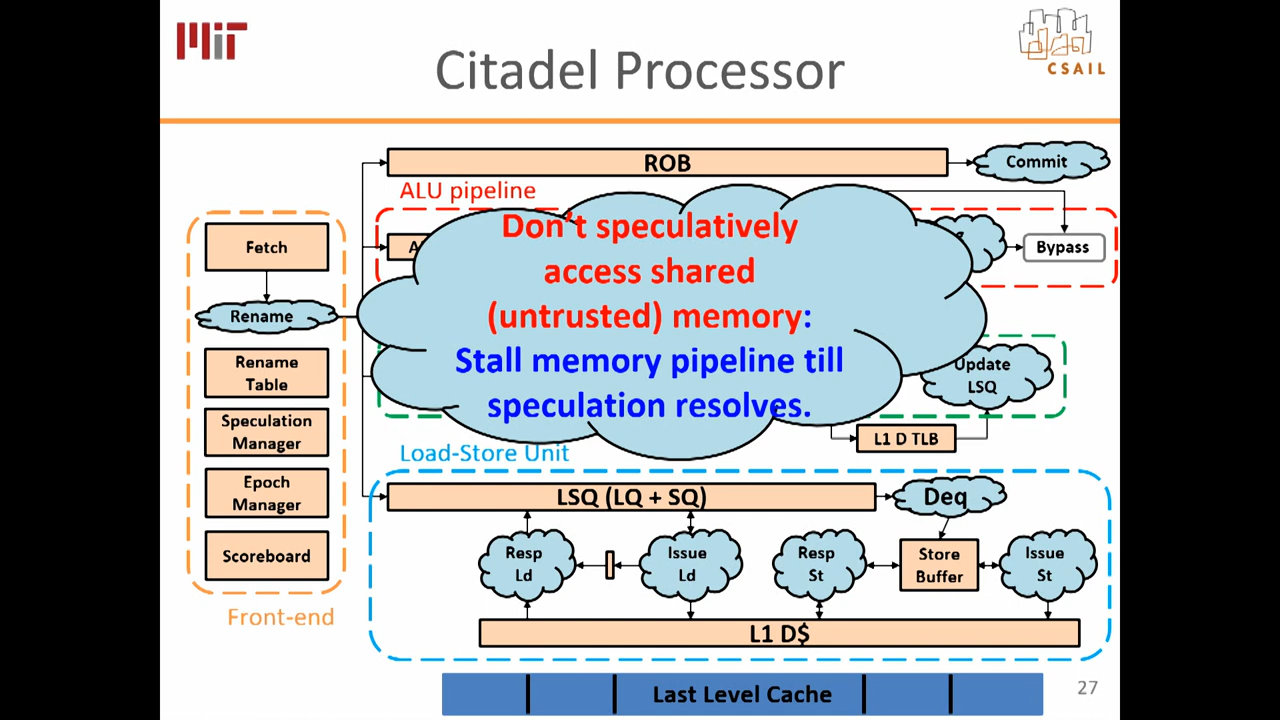 MiT
CSAIL
Citadel Processor
ROB
Commit
ALU pipeline
Fetch
Bypass
Rename
Don't speculatively
access shared
(untrusted) memory:
Stall memory pipeline till
speculation resolves.
Rename
Table
Speculation
Manager
Epoch
Manager
Scoreboard
Front-end
Update
LSQ
L1 D TLB
Load-Store Unit
LSQ (LQ + SQ)
Deq
Resp
Ld
Issue
Ld
Resp
St
Store
Buffer
Issue
St
L1 D$
Last Level Cache
27